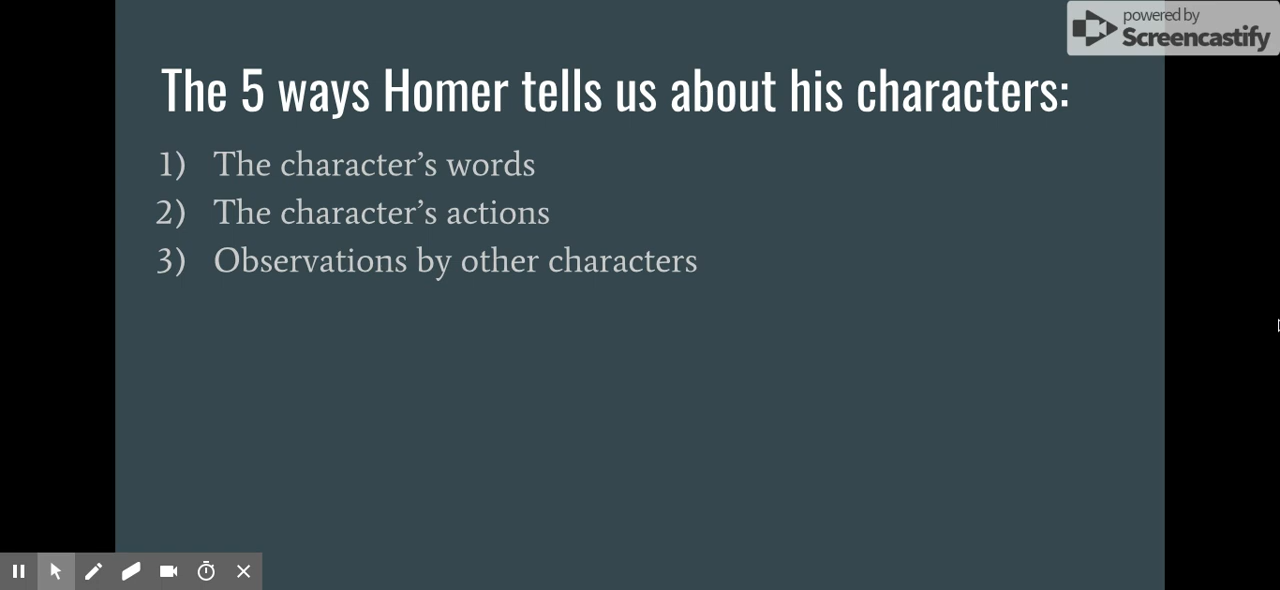 powered by
Screencastify
The 5 ways Homer tells us about his characters:
1) The character’s words
2) The character’s actions
3) Observations by other characters